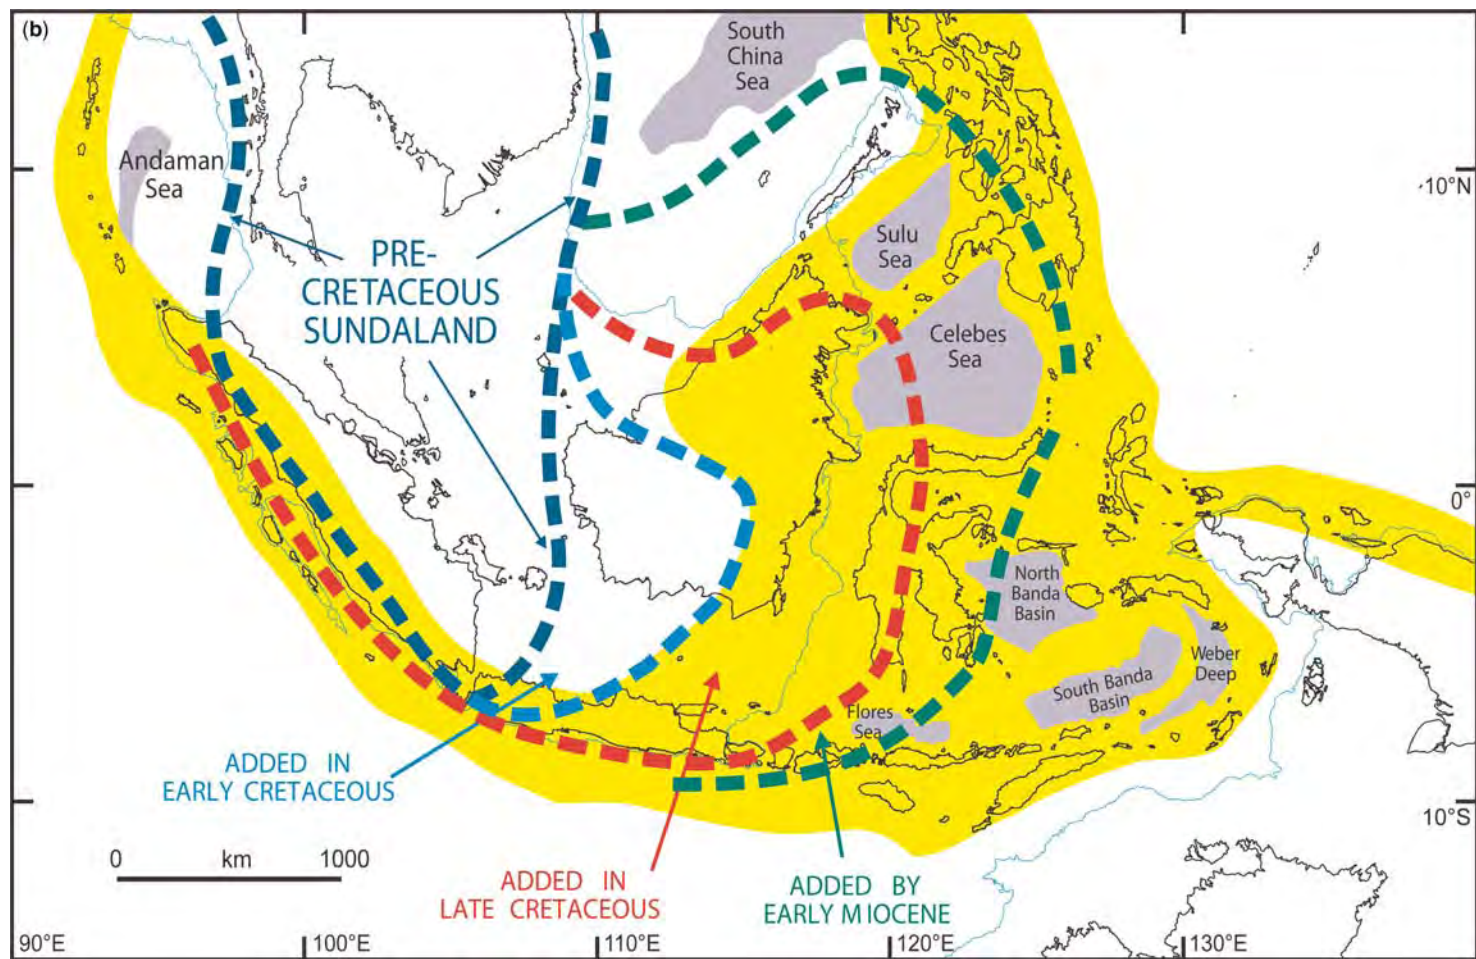 (b)
South
China
Sea
Andaman
Sea
10°N
Sulu
Sea
PRE-
CRETACEOUS
SUNDALAND
Celebes
Sea
0°
North
Banda
Basin
Weber
Deep
South Banda
Basin
Flores
Sea
ADDED IN
EARLY CRETACEOUS
10°S
0 km 1000
ADDED IN
LATE CRETACEOUS
ADDED BY
EARLY MIOCENE
90°E 100°E 110°E 120°E 130°E